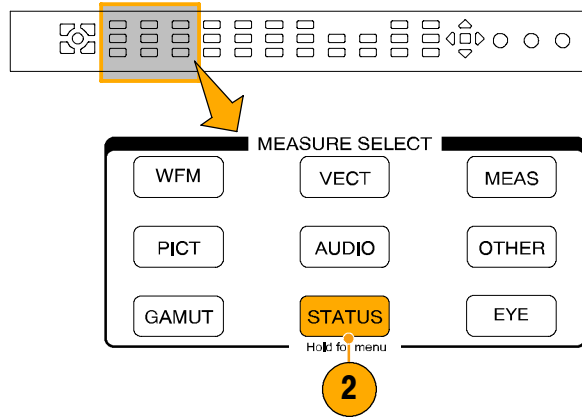 MEASURE SELECT
WFM VECT MEAS
PICT AUDIO OTHER
GAMUT STATUS EYE
Hold for menu
2